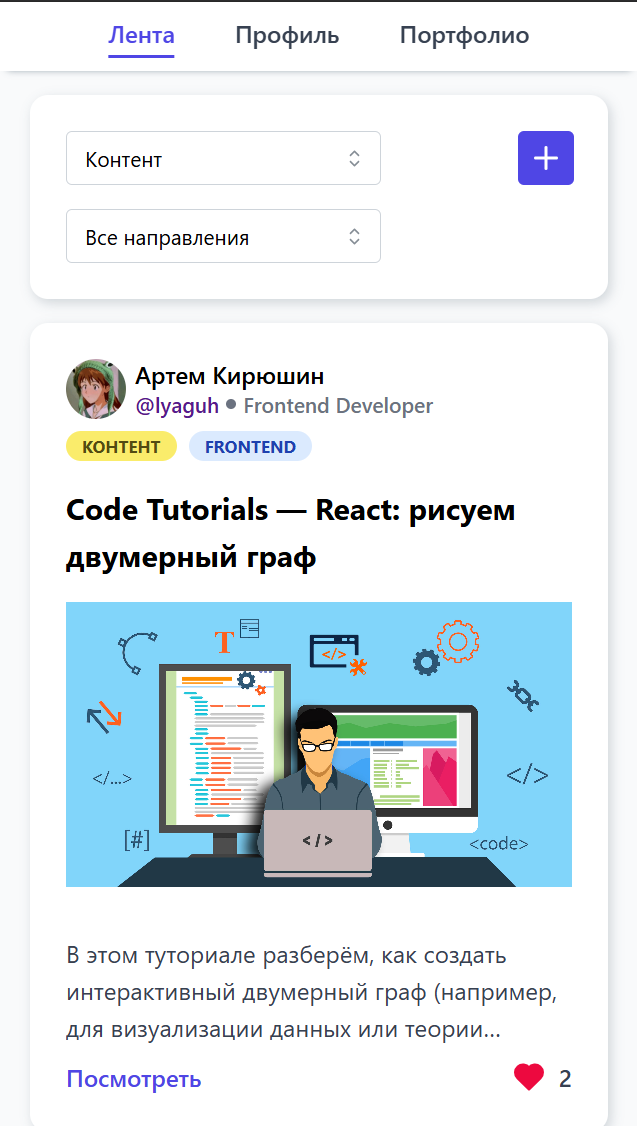 Лента Профиль Портфолио
Контент
Все направления
Артем Кирюшин
@lyaguh • Frontend Developer
КОНТЕНТ FRONTEND
Code Tutorials — React: рисуем
двумерный граф
T
</>
</...>
</>
[#]
</>
<code>
В этом туториале разберём, как создать
интерактивный двумерный граф (например,
для визуализации данных или теории...
Посмотреть 2